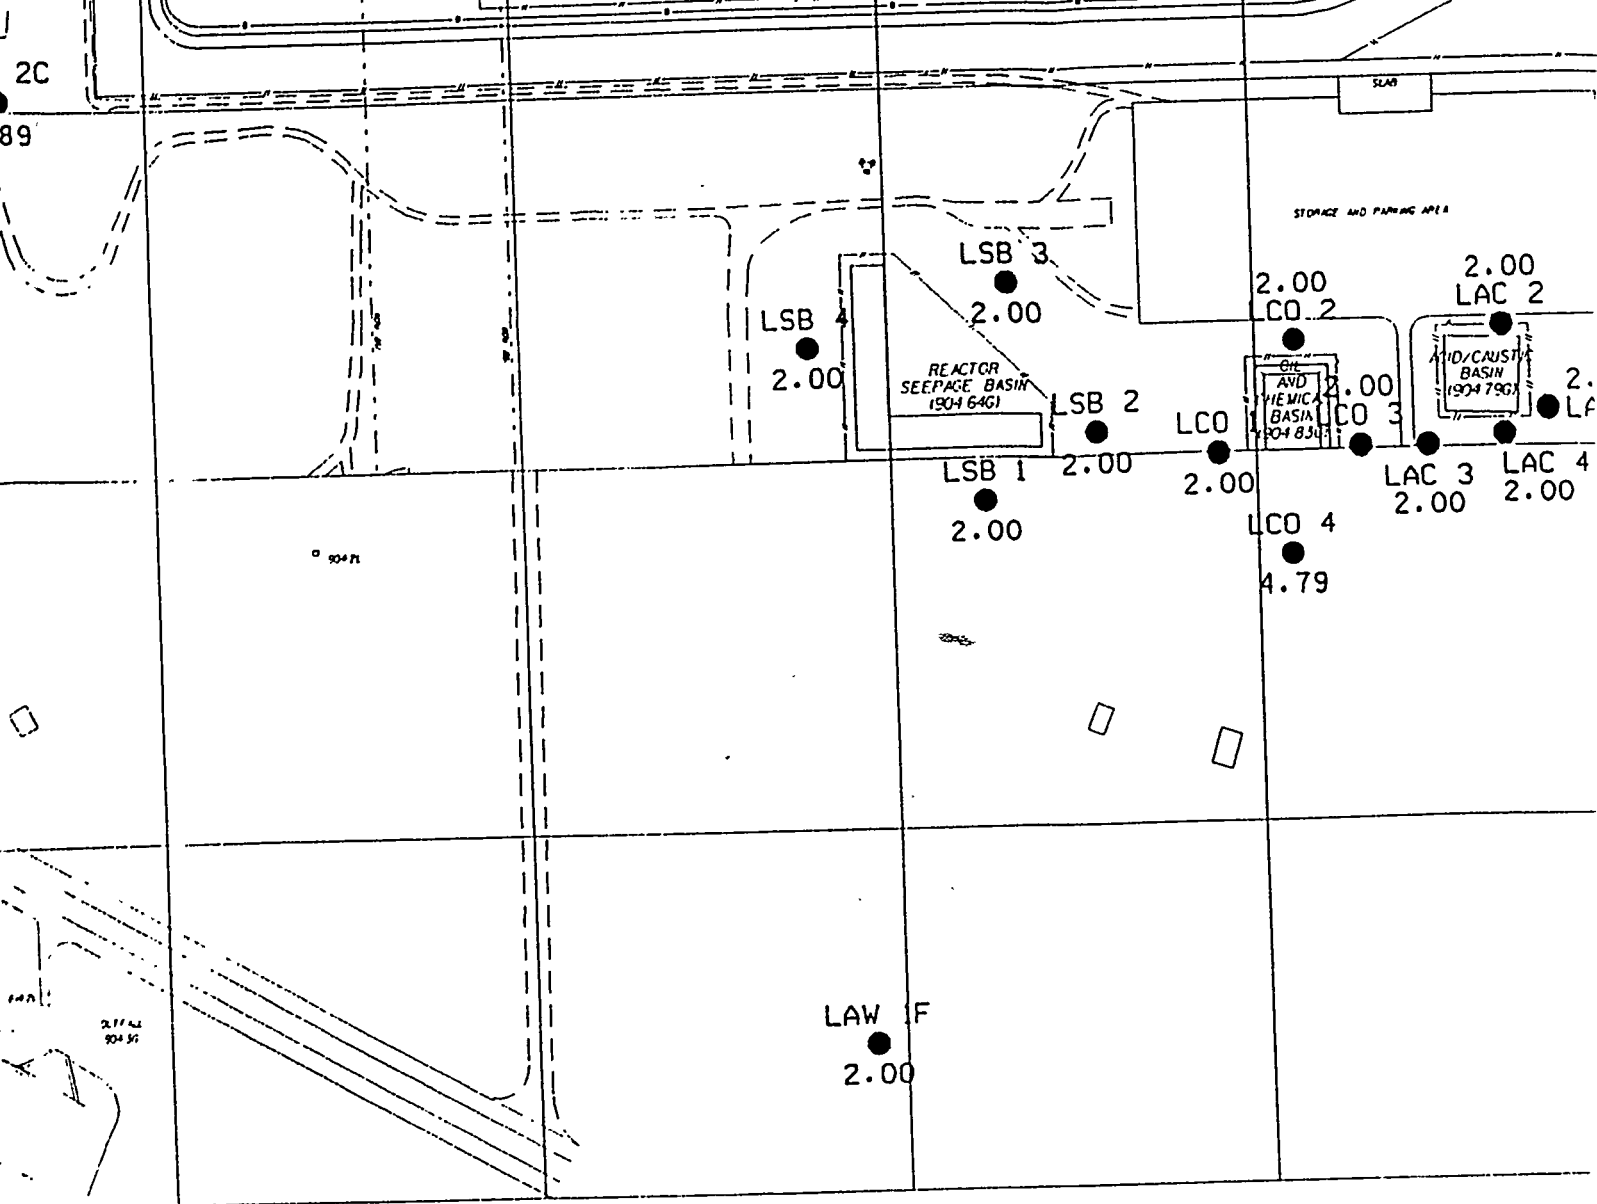 2C
89
SLAB
STORAGE AND PARKING AREA
LSB 3
2.00
LSB 4
2.00
REACTOR
SEEPAGE BASIN
(904 64G)
LSB 2
2.00
LSB 1
2.00
2.00
LCO 2
OIL
AND
CHEMICAL
BASIN
904 83G
LCO 1
2.00
2.00
LCO 3
LCO 4
4.79
2.00
LAC 2
ACID/CAUSTIC
BASIN
(904 79G)
2.
LA
LAC 3
2.00
LAC 4
2.00
LAW 1F
2.00